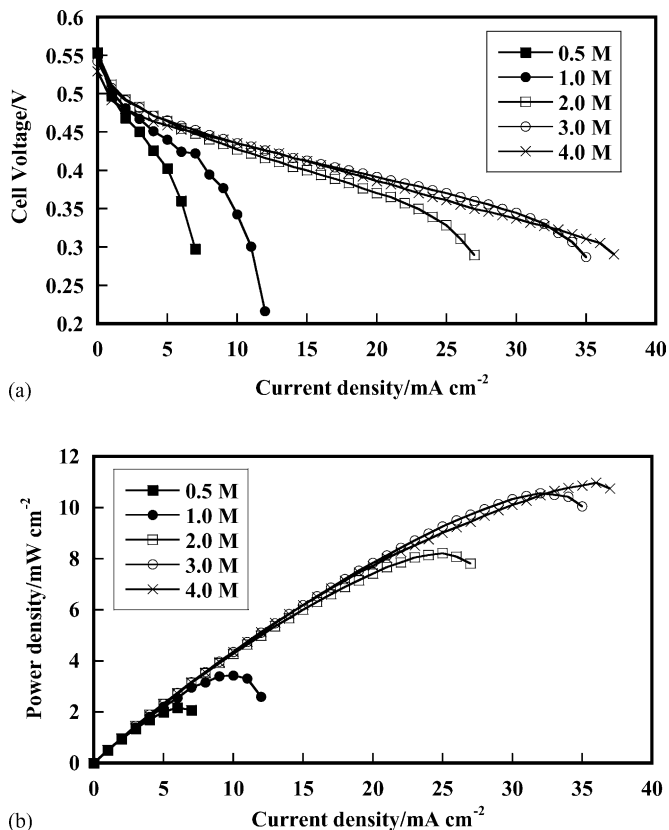 0.6
0.55
0.5
0.45
0.4
0.35
0.3
0.25
0.2
Cell Voltage/V
0.5 M
1.0 M
2.0 M
3.0 M
4.0 M
0 5 10 15 20 25 30 35 40
Current density/mA cm⁻²
(a)
12
10
8
6
4
2
0
Power density/mW cm⁻²
0.5 M
1.0 M
2.0 M
3.0 M
4.0 M
0 10 20 30 40
Current density/mA cm⁻²
(b)